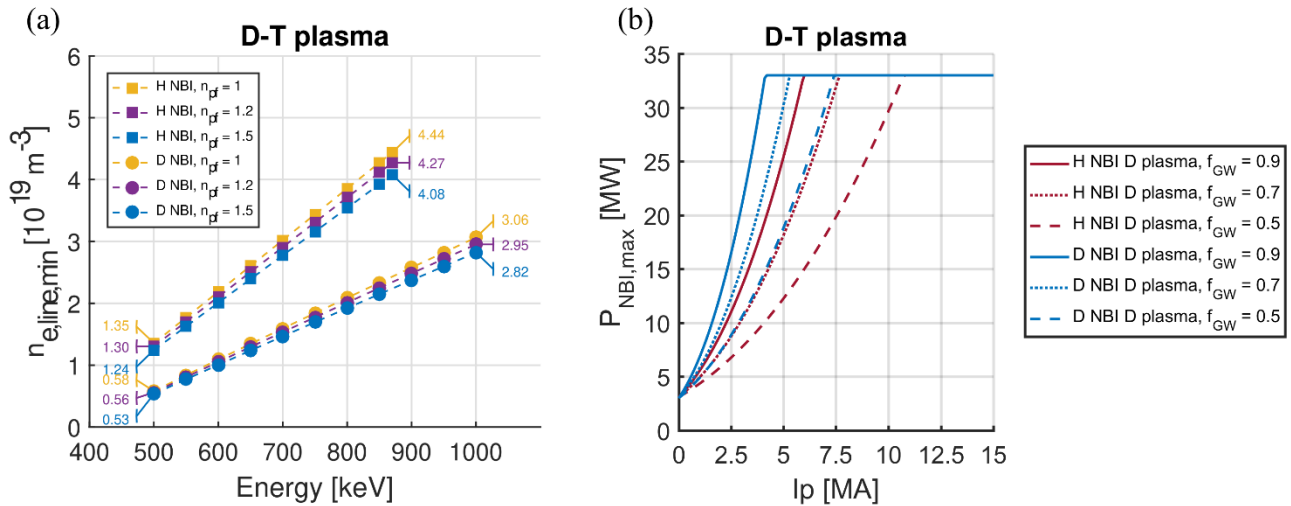 (a)
D-T plasma
n_e,line,min [10^19 m^-3]
6
5
4
3
2
1
0
H NBI, n_pf = 1
H NBI, n_pf = 1.2
H NBI, n_pf = 1.5
D NBI, n_pf = 1
D NBI, n_pf = 1.2
D NBI, n_pf = 1.5
4.44
4.27
4.08
3.06
2.95
2.82
1.35
1.30
1.24
0.58
0.56
0.53
400 500 600 700 800 900 1000
Energy [keV]
(b)
D-T plasma
P_NBI,max [MW]
35
30
25
20
15
10
5
0
0 2.5 5 7.5 10 12.5 15
Ip [MA]
H NBI D plasma, f_GW = 0.9
H NBI D plasma, f_GW = 0.7
H NBI D plasma, f_GW = 0.5
D NBI D plasma, f_GW = 0.9
D NBI D plasma, f_GW = 0.7
D NBI D plasma, f_GW = 0.5